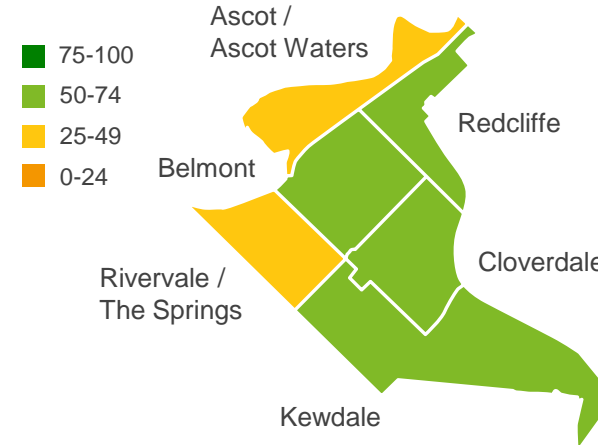 Ascot /
Ascot Waters
75-100
50-74
25-49
0-24
Redcliffe
Belmont
Cloverdale
Rivervale /
The Springs
Kewdale